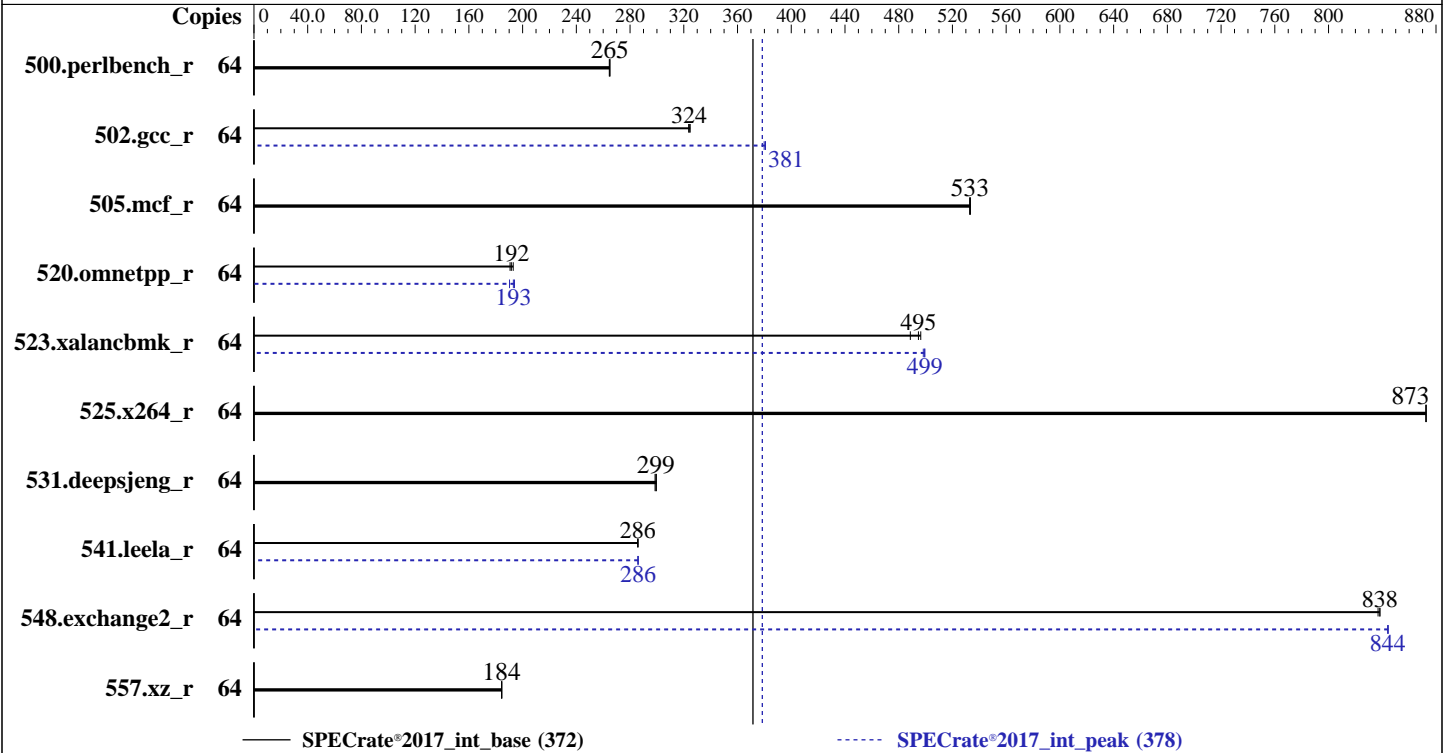 Copies 0 40.0 80.0 120 160 200 240 280 320 360 400 440 480 520 560 600 640 680 720 760 800 880
500.perlbench_r 64 265
502.gcc_r 64 324
381
505.mcf_r 64 533
520.omnetpp_r 64 192
193
523.xalancbmk_r 64 495
499
525.x264_r 64 873
531.deepsjeng_r 64 299
541.leela_r 64 286
286
548.exchange2_r 64 838
844
557.xz_r 64 184
SPECrate®2017_int_base (372) SPECrate®2017_int_peak (378)